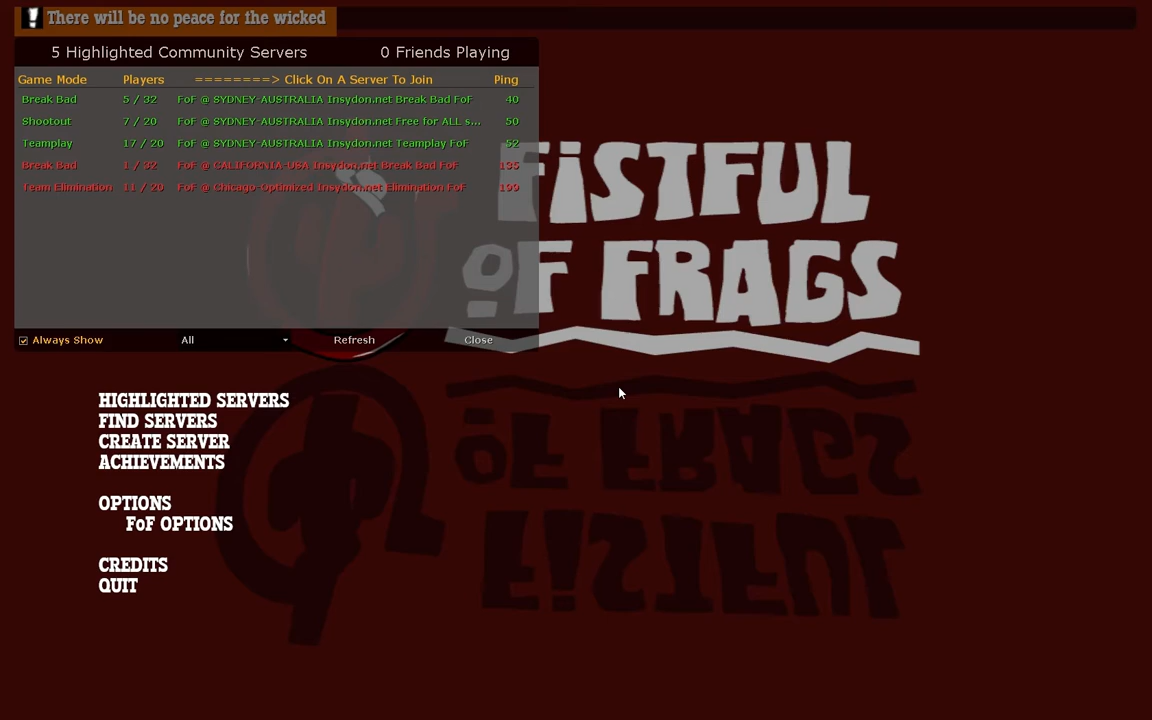 There will be no peace for the wicked
5 Highlighted Community Servers 0 Friends Playing
Game Mode Players ========> Click On A Server To Join Ping
Break Bad 5 / 32 FoF @ SYDNEY-AUSTRALIA Insydon.net Break Bad FoF 40
Shootout 7 / 20 FoF @ SYDNEY-AUSTRALIA Insydon.net Free for ALL s... 50
Teamplay 17 / 20 FoF @ SYDNEY-AUSTRALIA Insydon.net Teamplay FoF 52
Break Bad 1 / 32 FoF @ CALIFORNIA-USA Insydon.net Break Bad FoF 195
Team Elimination 11 / 20 FoF @ Chicago-Optimized Insydon.net Elimination FoF 199
FiSTFUL
OF FRAGS
Always Show All Refresh Close
HIGHLIGHTED SERVERS
FIND SERVERS
CREATE SERVER
ACHIEVEMENTS
OPTIONS
FoF OPTIONS
CREDITS
QUIT